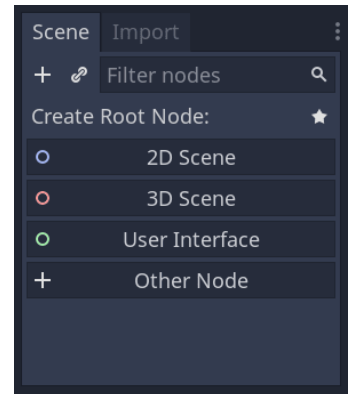 Scene Import
Filter nodes
Create Root Node:
2D Scene
3D Scene
User Interface
Other Node